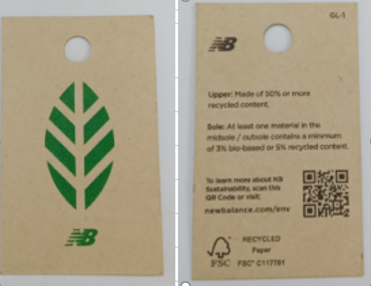 NB
GL-1
NB
Upper: Made of 50% or more
recycled content.
Sole: At least one material in the
midsole / outsole contains a minimum
of 3% bio-based or 5% recycled content.
To learn more about NB
Sustainability, scan this
QR Code or visit:
newbalance.com/env
RECYCLED
Paper
FSC
FSC® C117781